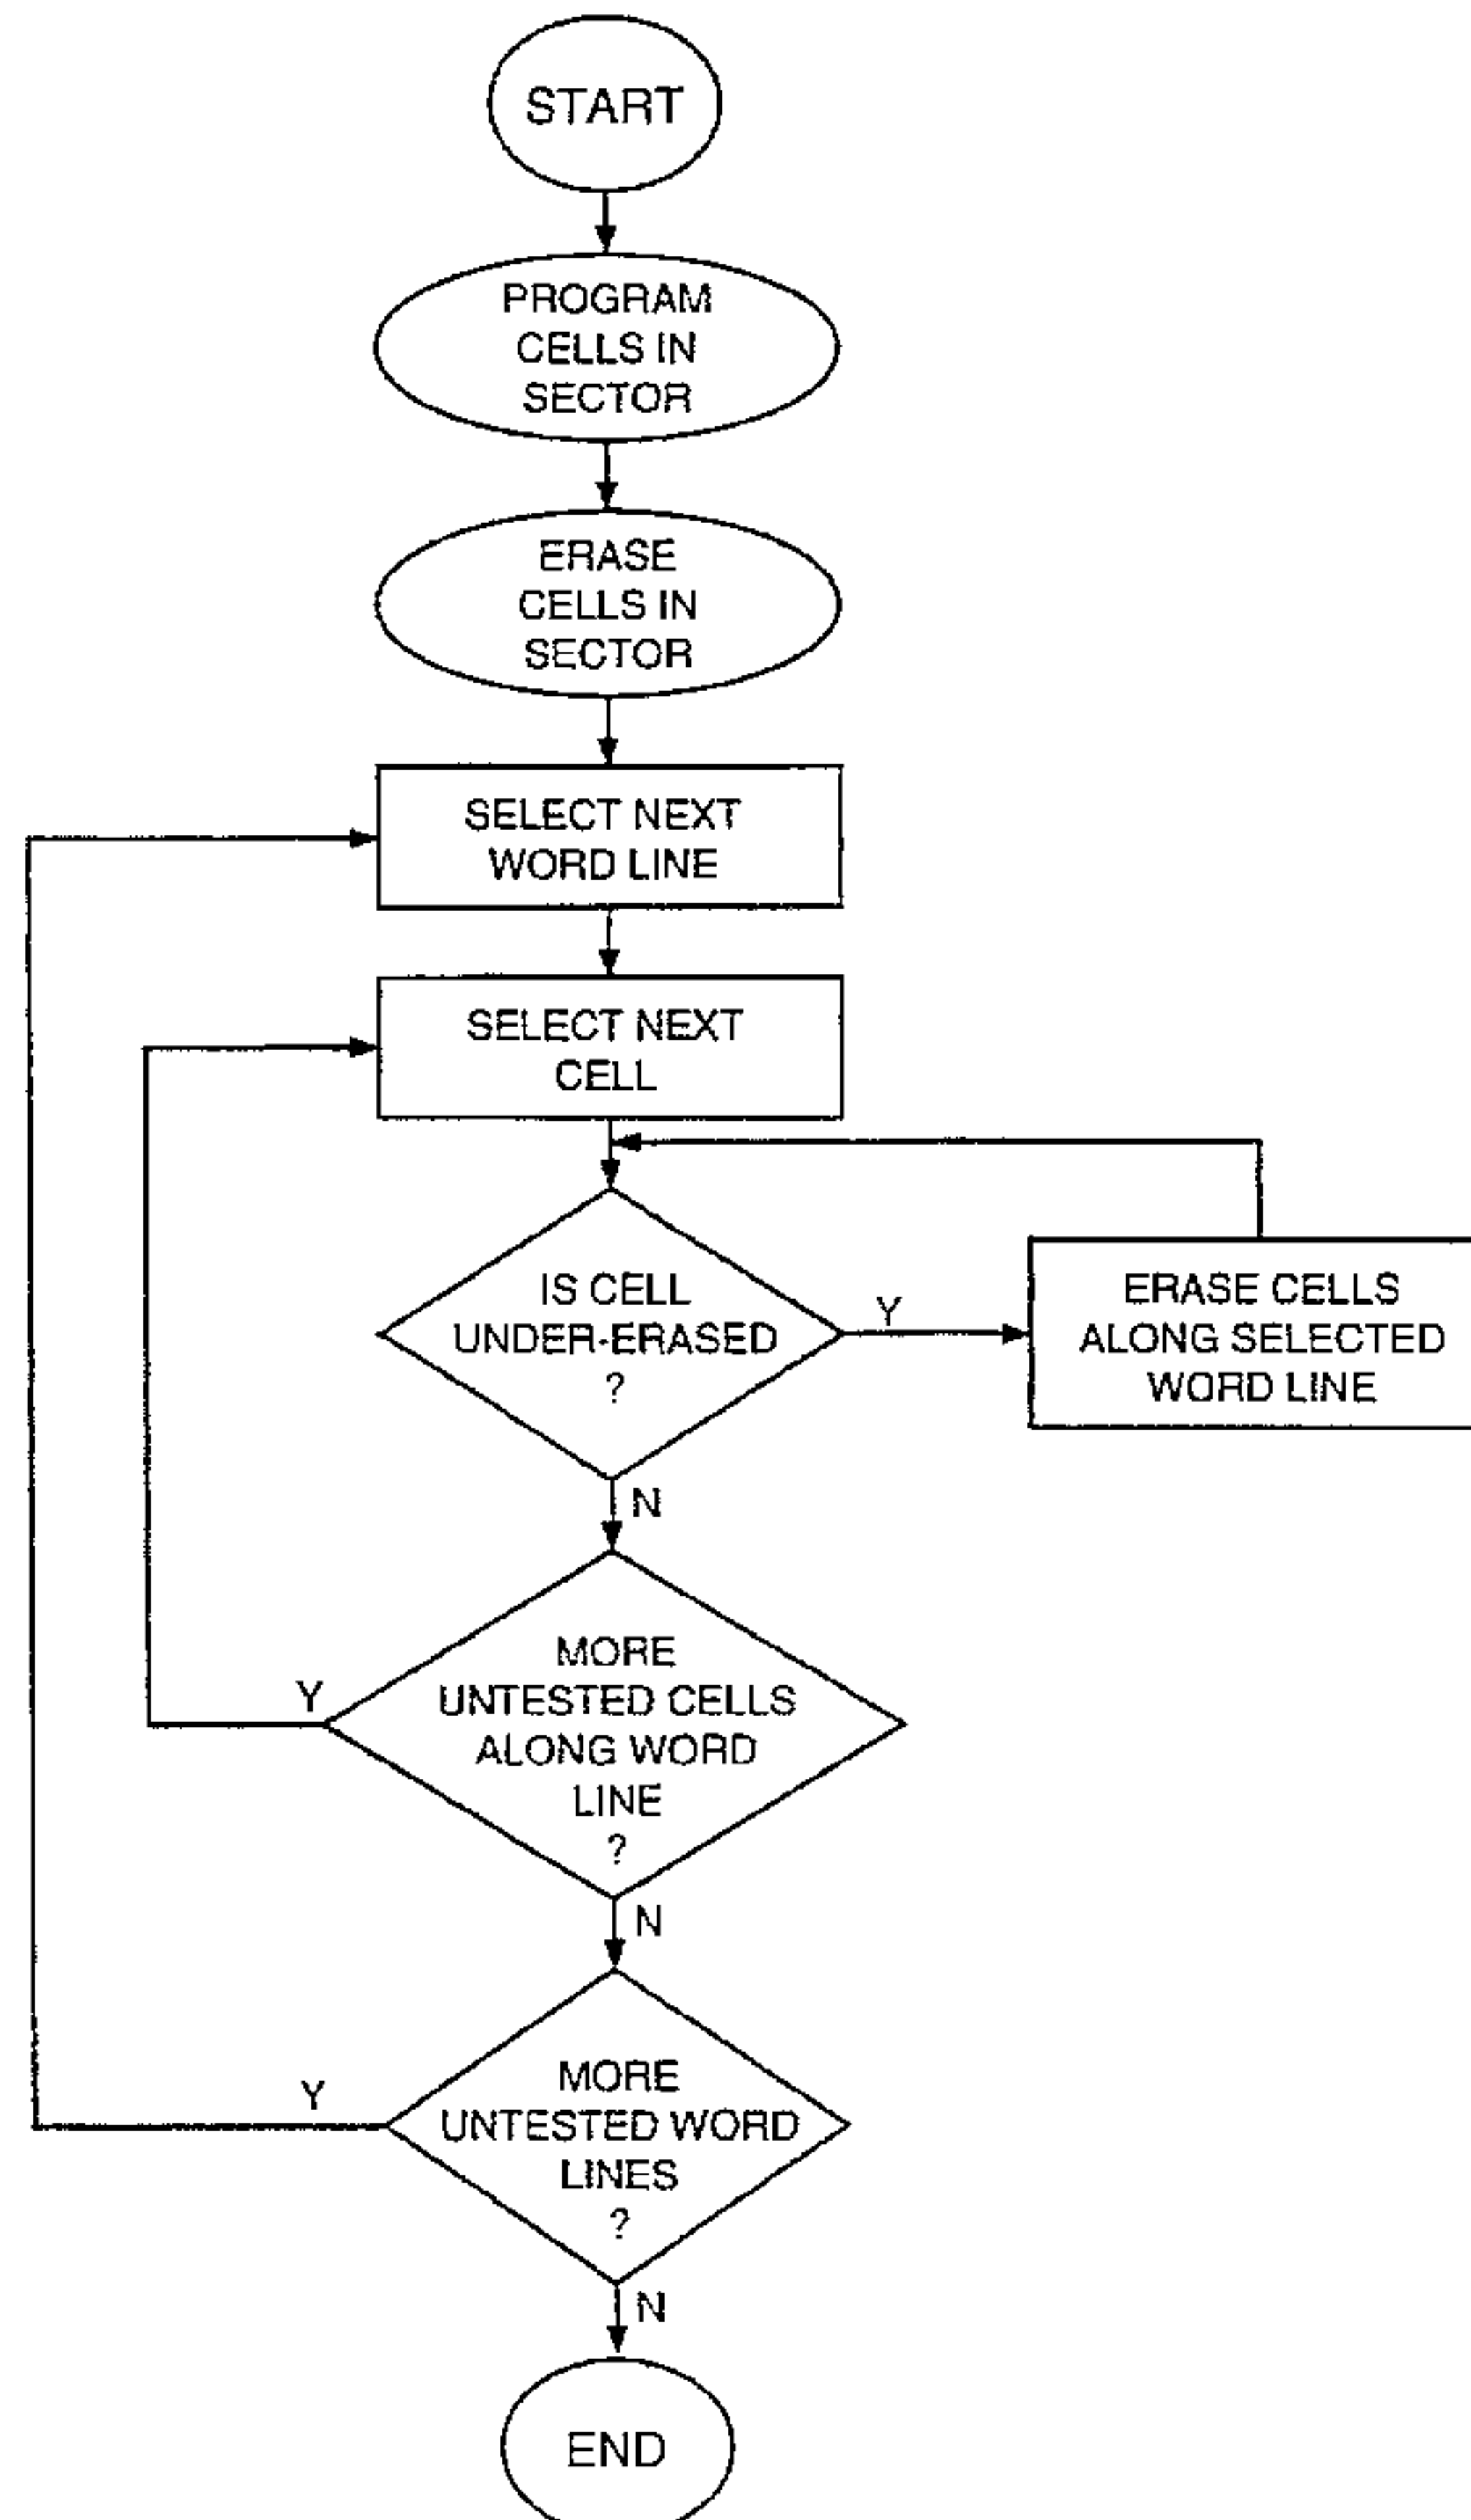 START
PROGRAM
CELLS IN
SECTOR
ERASE
CELLS IN
SECTOR
SELECT NEXT
WORD LINE
SELECT NEXT
CELL
IS CELL
UNDER-ERASED
?
Y
ERASE CELLS
ALONG SELECTED
WORD LINE
N
MORE
UNTESTED CELLS
ALONG WORD
LINE
?
Y
N
MORE
UNTESTED WORD
LINES
?
Y
N
END